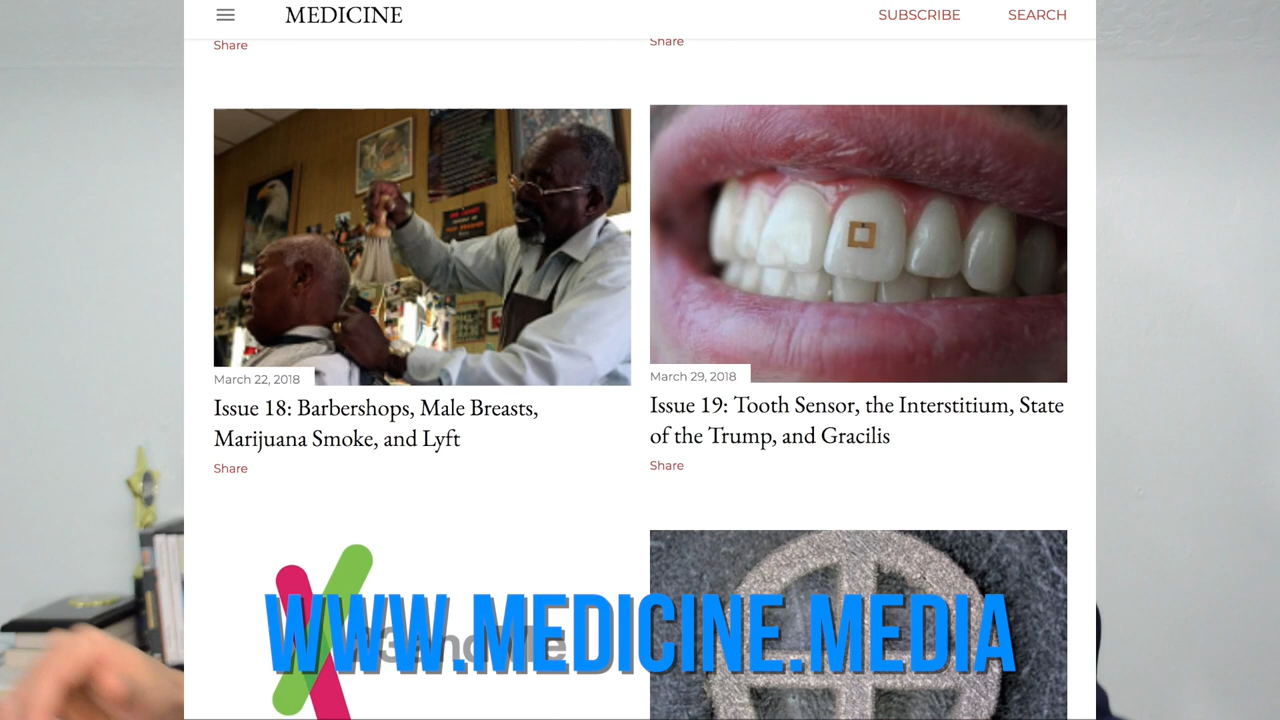 MEDICINE
SUBSCRIBE
SEARCH
Share
Share
March 22, 2018
Issue 18: Barbershops, Male Breasts,
Marijuana Smoke, and Lyft
Share
March 29, 2018
Issue 19: Tooth Sensor, the Interstitium, State
of the Trump, and Gracilis
Share
WWW.MEDICINE.MEDIA